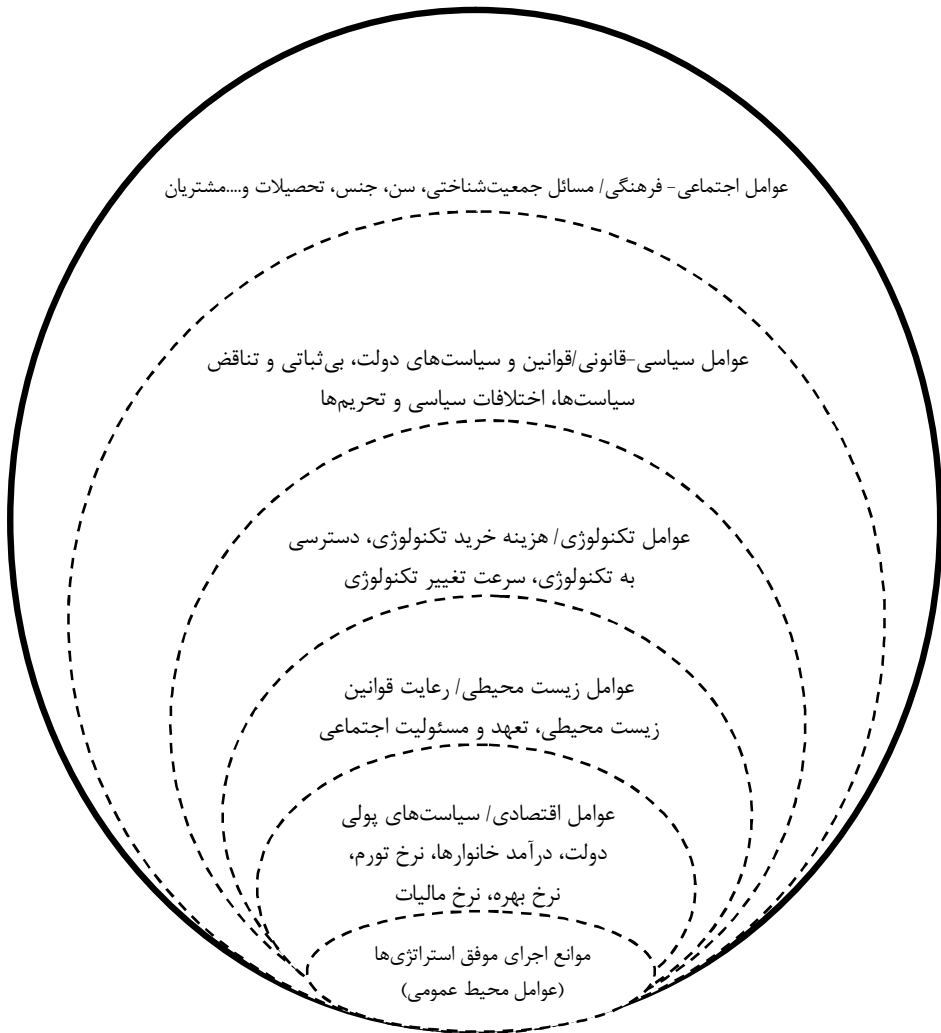 عوامل اجتماعی- فرهنگی/ مسائل جمعیت‌شناختی، سن، جنس، تحصیلات و....مشتریان
عوامل سیاسی-قانونی/قوانین و سیاست‌های دولت، بی‌ثباتی و تناقض
سیاست‌ها، اختلافات سیاسی و تحریم‌ها
عوامل تکنولوژی/ هزینه خرید تکنولوژی، دسترسی
به تکنولوژی، سرعت تغییر تکنولوژی
عوامل زیست محیطی/ رعایت قوانین
زیست محیطی، تعهد و مسئولیت اجتماعی
عوامل اقتصادی/ سیاست‌های پولی
دولت، درآمد خانوارها، نرخ تورم،
نرخ بهره، نرخ مالیات
موانع اجرای موفق استراتژی‌ها
(عوامل محیط عمومی)